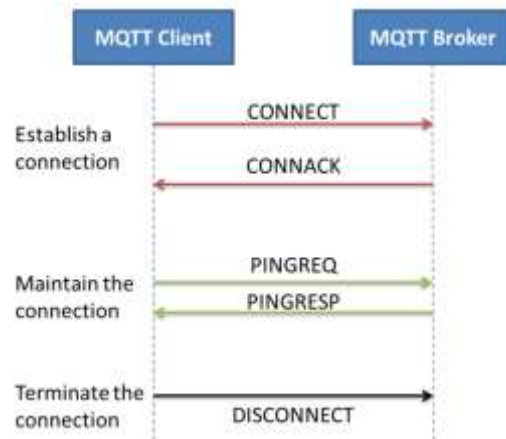 MQTT Client
MQTT Broker
Establish a
connection
CONNECT
CONNACK
Maintain the
connection
PINGREQ
PINGRESP
Terminate the
connection
DISCONNECT